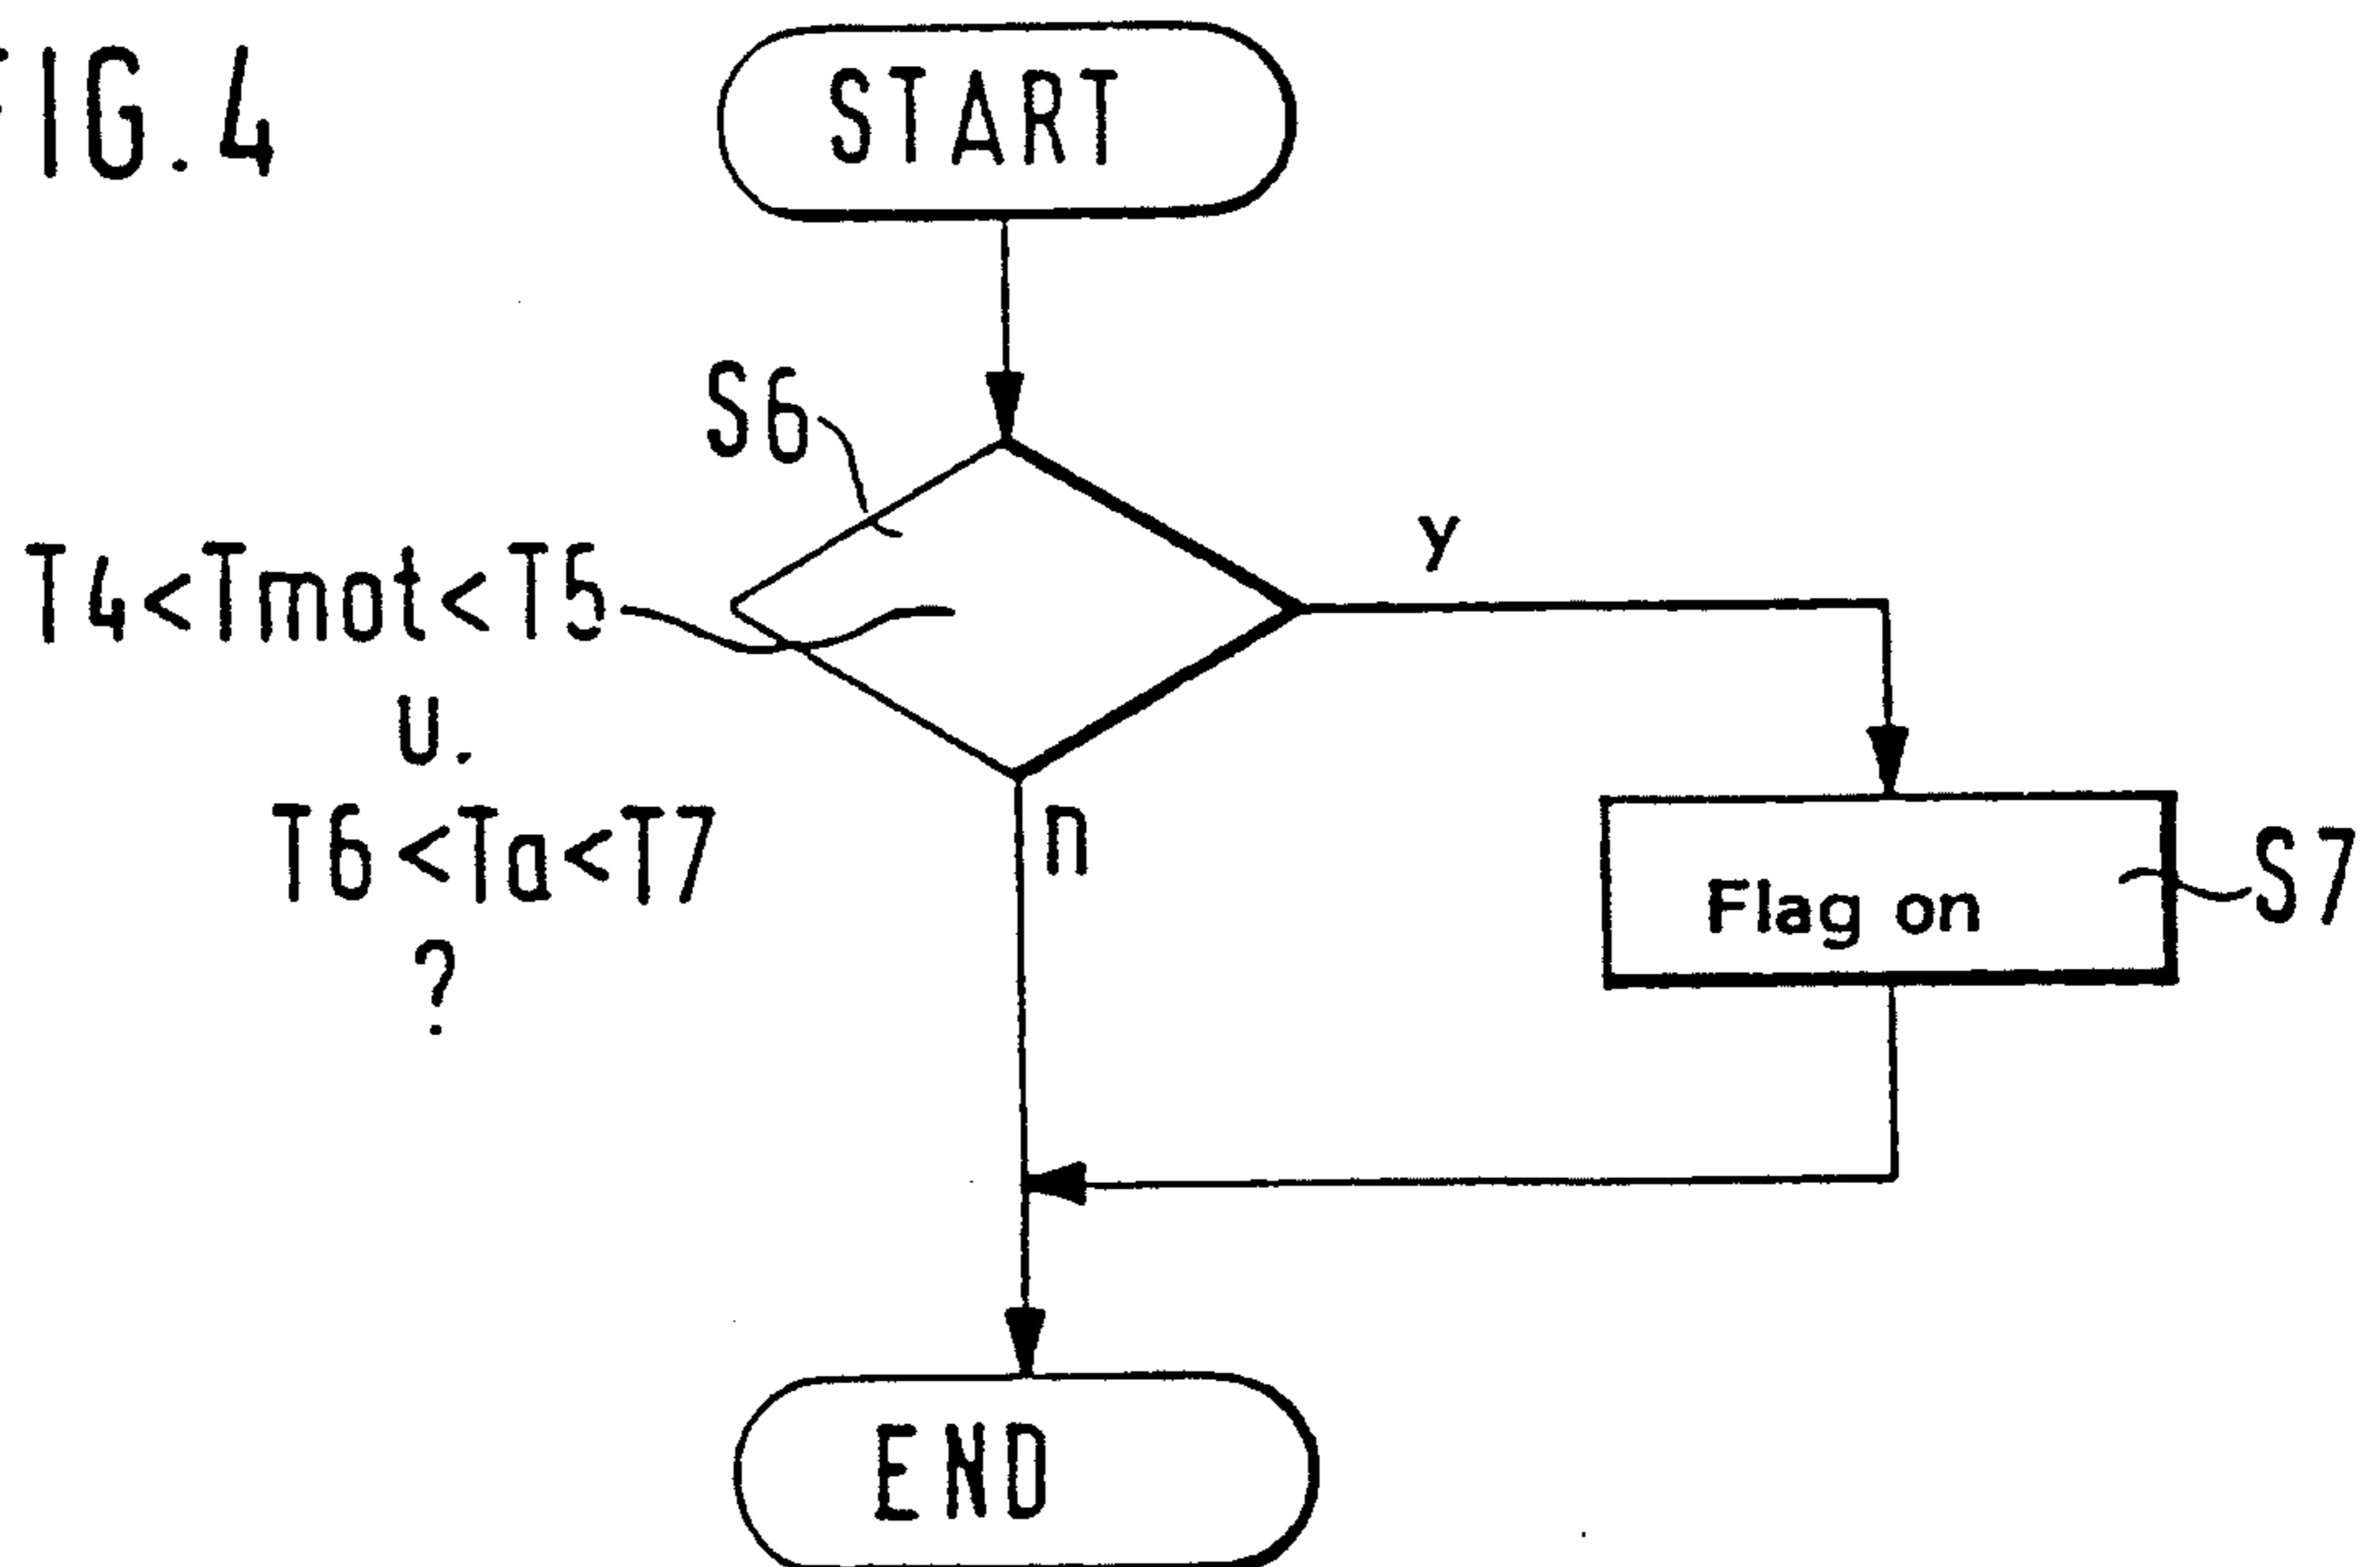 FIG.4
START
S6
y
T4<Tmot<T5
u.
T6<Ta<T7
?
n
Flag on
S7
END